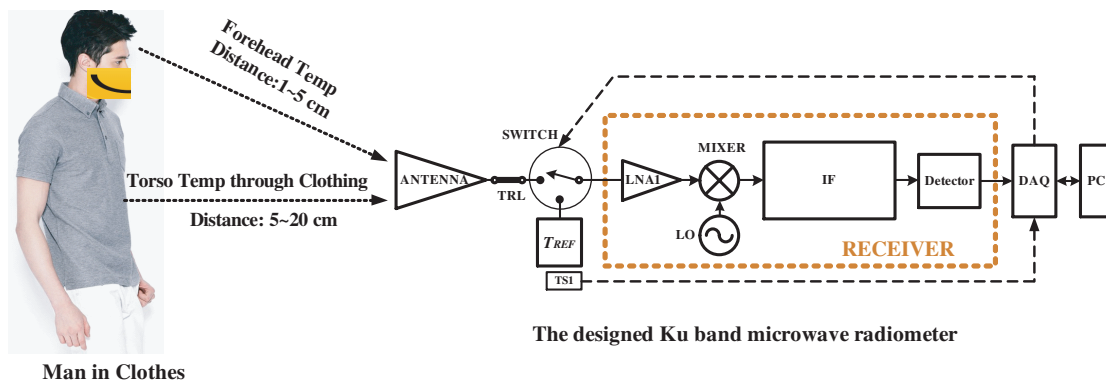 Forehead Temp
Distance:1~5 cm
Torso Temp through Clothing
Distance: 5~20 cm
ANTENNA
TRL
SWITCH
TREF
TS1
LNA1
MIXER
LO
IF
Detector
RECEIVER
DAQ
PC
The designed Ku band microwave radiometer
Man in Clothes